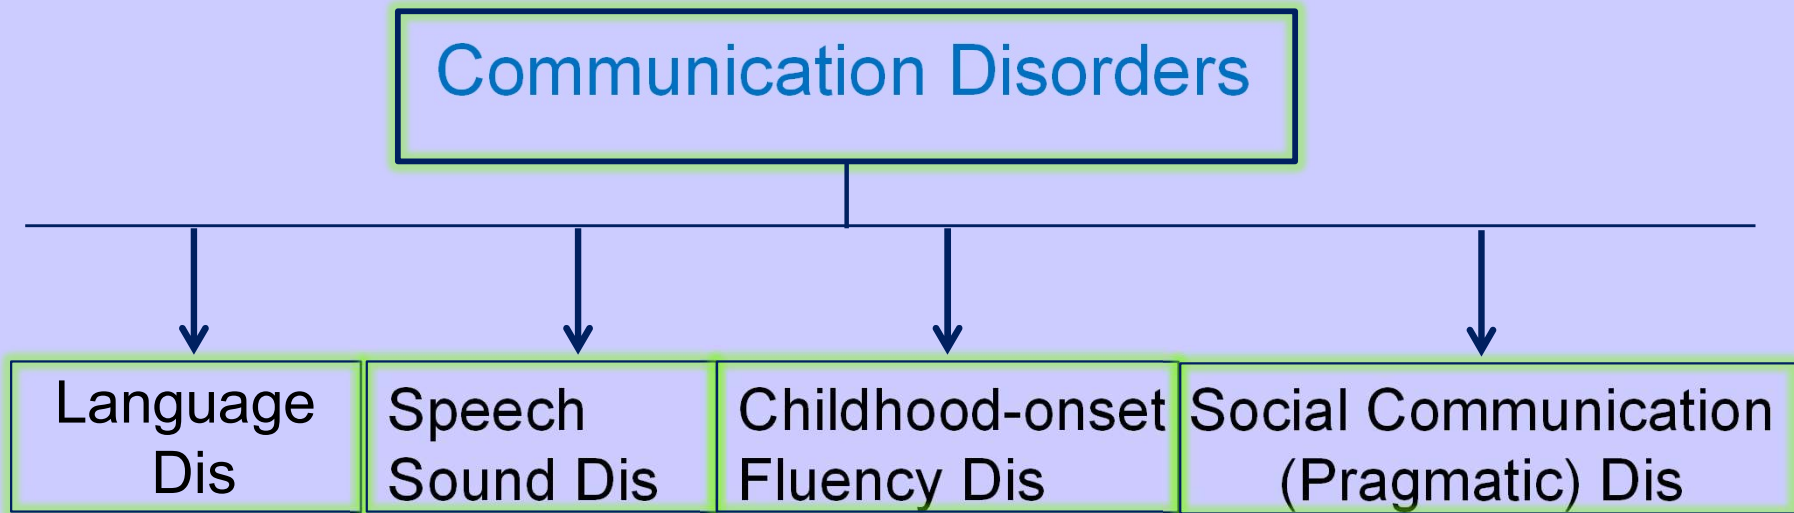 Communication Disorders
Language
Dis
Speech
Sound Dis
Childhood-onset
Fluency Dis
Social Communication
(Pragmatic) Dis